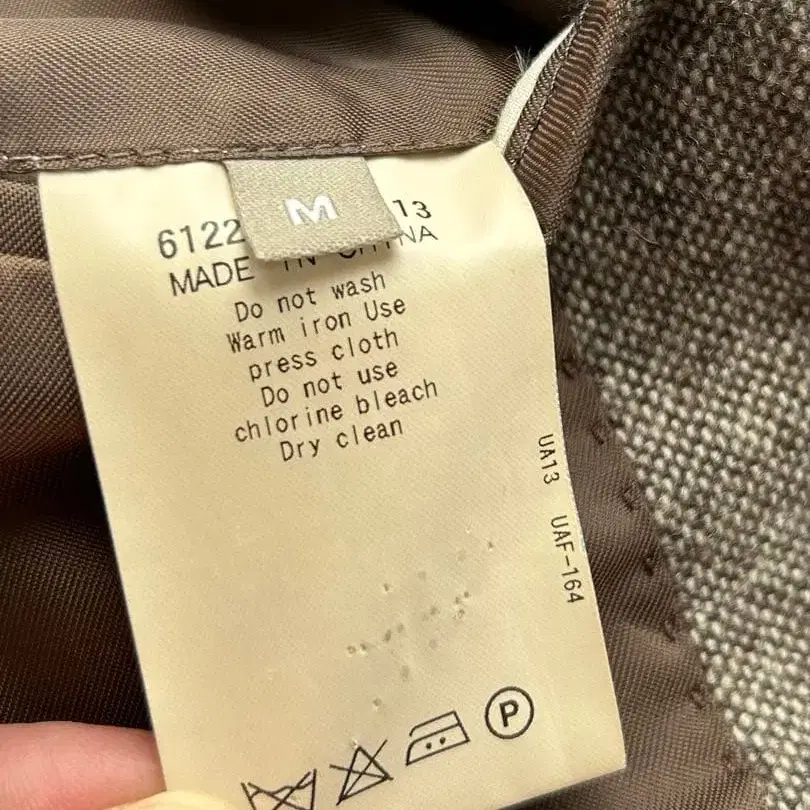 M
6122 13
MADE IN CHINA
Do not wash
Warm iron Use
press cloth
Do not use
chlorine bleach
Dry clean
UA13 UAF-164
P